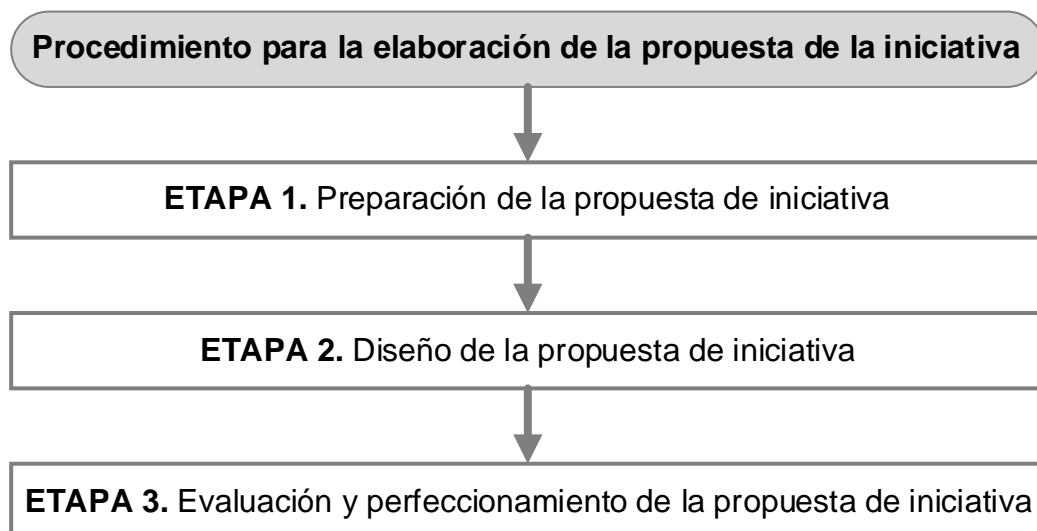 Procedimiento para la elaboración de la propuesta de la iniciativa
ETAPA 1. Preparación de la propuesta de iniciativa
ETAPA 2. Diseño de la propuesta de iniciativa
ETAPA 3. Evaluación y perfeccionamiento de la propuesta de iniciativa